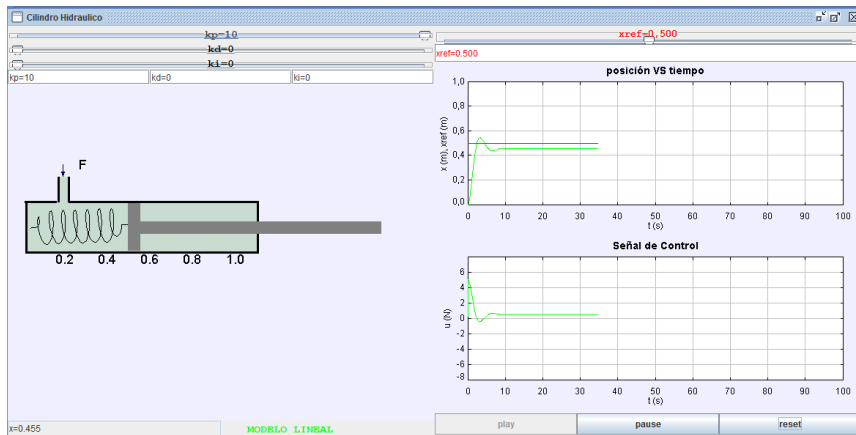 Cilindro Hidraulico
kp=10
kd=0
ki=0
kp=10 kd=0 ki=0
F
0.2 0.4 0.6 0.8 1.0
x=0.455 MODELO LINEAL
xref=0,500
xref=0.500
posición VS tiempo
x (m), xref (m)
1,0
0,8
0,6
0,4
0,2
0,0
0 10 20 30 40 50 60 70 80 90 100
t (s)
Señal de Control
u (N)
6
4
2
0
-2
-4
-6
-8
0 10 20 30 40 50 60 70 80 90 100
t (s)
play pause reset